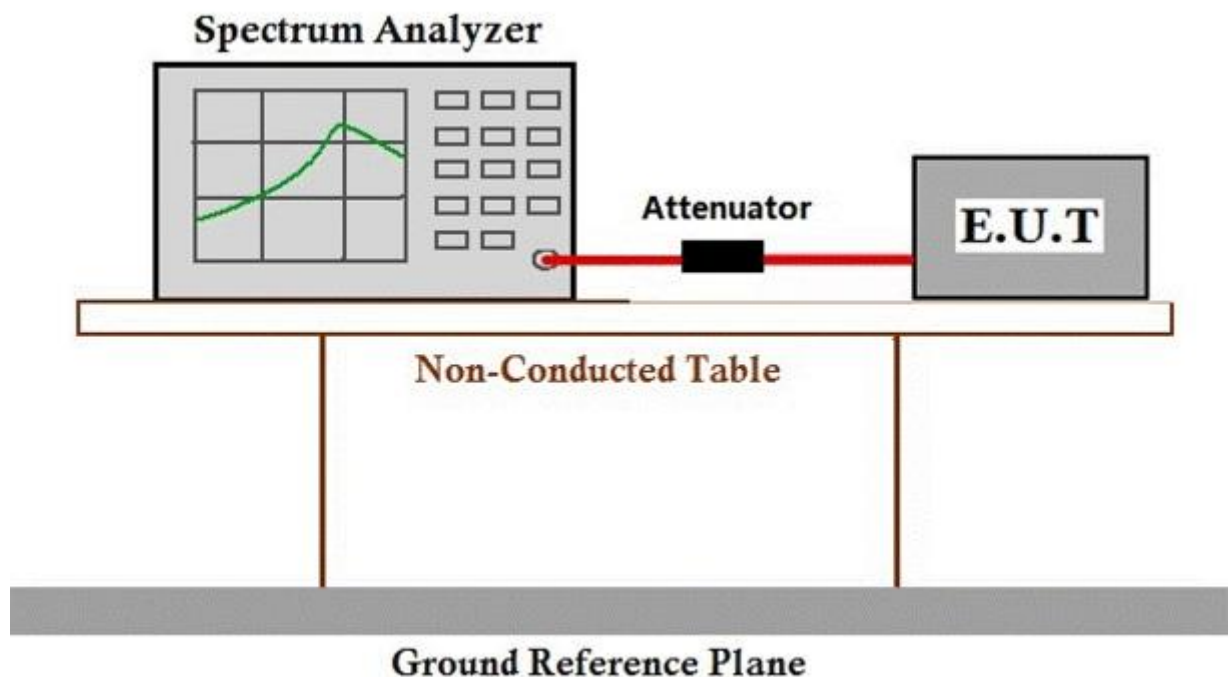 Spectrum Analyzer
Attenuator
E.U.T
Non-Conducted Table
Ground Reference Plane